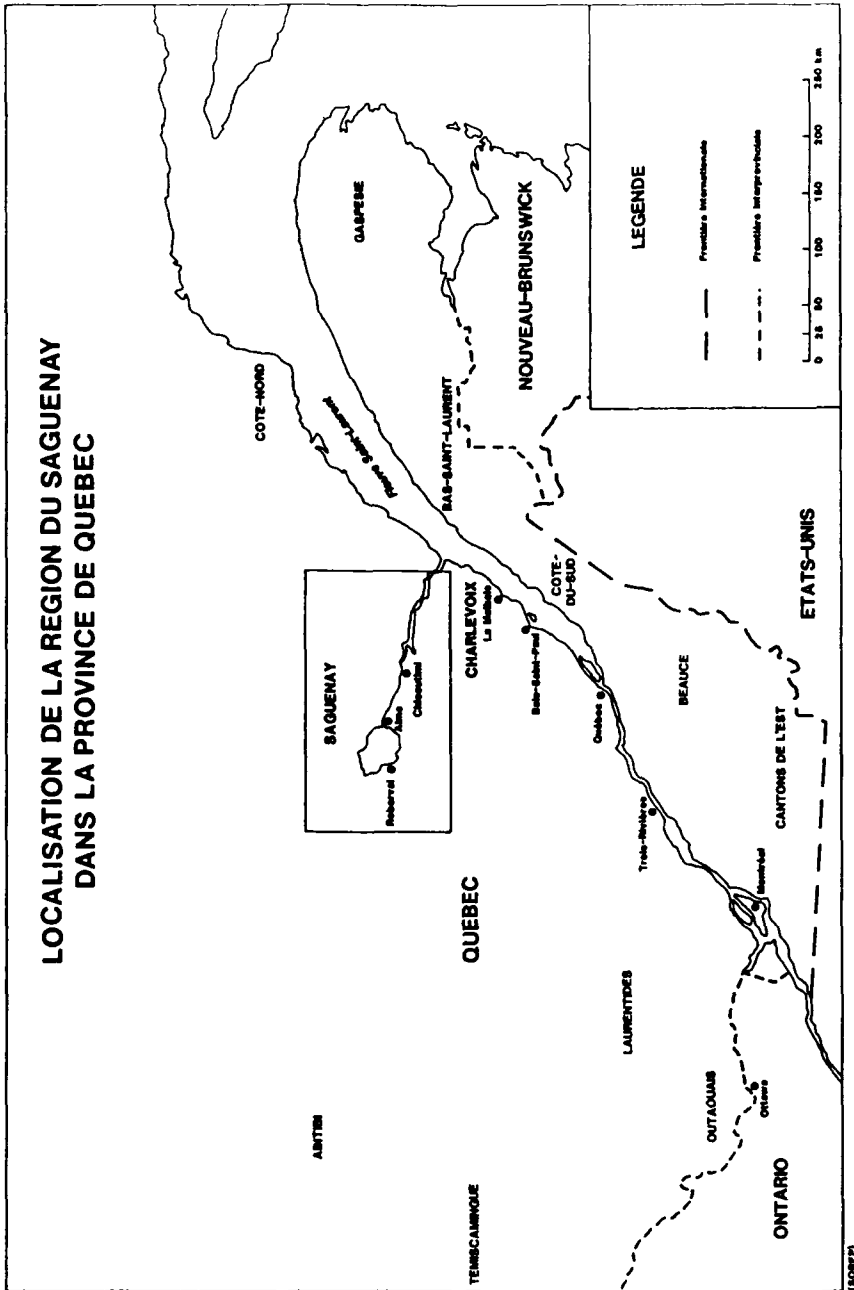 LOCALISATION DE LA REGION DU SAGUENAY
DANS LA PROVINCE DE QUEBEC
COTE-NORD
GASPESIE
Fleuve Saint-Laurent
SAGUENAY
Roberval
Alma
Chicoutimi
ABITIBI
BAS-SAINT-LAURENT
CHARLEVOIX
La Malbaie
Baie-Saint-Paul
NOUVEAU-BRUNSWICK
QUEBEC
TEMISCAMINGUE
COTE-
DU-SUD
Québec
Trois-Rivières
LAURENTIDES
BEAUCE
OUTAOUAIS
Ottawa
Montréal
CANTONS DE L'EST
ETATS-UNIS
ONTARIO
LEGENDE
Frontière internationale
Frontière interprovinciale
0 25 50 100 150 200 250 km
(SOREP)